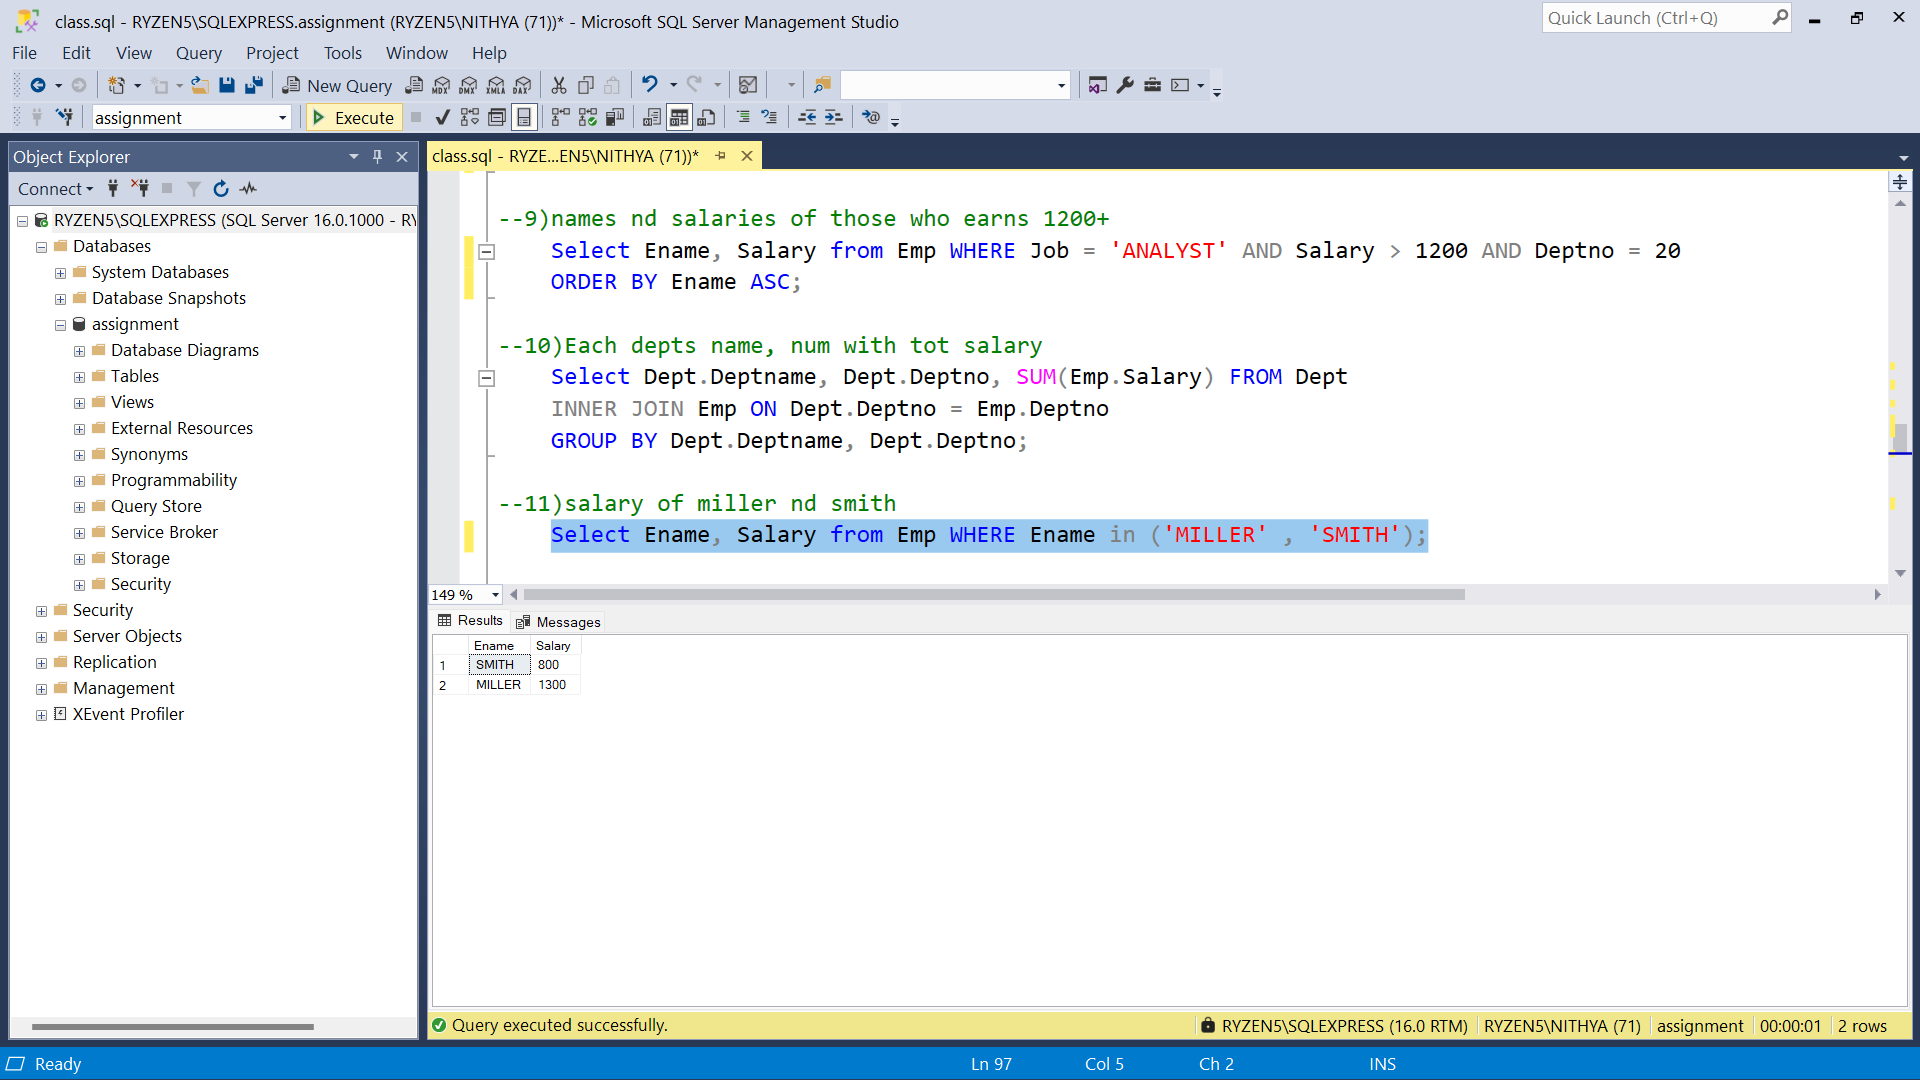 class.sql - RYZEN5\SQLEXPRESS.assignment (RYZEN5\NITHYA (71))* - Microsoft SQL Server Management Studio
Quick Launch (Ctrl+Q)
File Edit View Query Project Tools Window Help
New Query MDX DMX XMLA DAX
assignment Execute
Object Explorer
class.sql - RYZE...EN5\NITHYA (71))*
Connect
RYZEN5\SQLEXPRESS (SQL Server 16.0.1000 - RY
Databases
System Databases
Database Snapshots
assignment
Database Diagrams
Tables
Views
External Resources
Synonyms
Programmability
Query Store
Service Broker
Storage
Security
Security
Server Objects
Replication
Management
XEvent Profiler
--9)names nd salaries of those who earns 1200+
Select Ename, Salary from Emp WHERE Job = 'ANALYST' AND Salary > 1200 AND Deptno = 20
ORDER BY Ename ASC;
--10)Each depts name, num with tot salary
Select Dept.Deptname, Dept.Deptno, SUM(Emp.Salary) FROM Dept
INNER JOIN Emp ON Dept.Deptno = Emp.Deptno
GROUP BY Dept.Deptname, Dept.Deptno;
--11)salary of miller nd smith
Select Ename, Salary from Emp WHERE Ename in ('MILLER' , 'SMITH');
149 %
Results Messages
Ename Salary
1 SMITH 800
2 MILLER 1300
Query executed successfully.
RYZEN5\SQLEXPRESS (16.0 RTM) RYZEN5\NITHYA (71) assignment 00:00:01 2 rows
Ready Ln 97 Col 5 Ch 2 INS